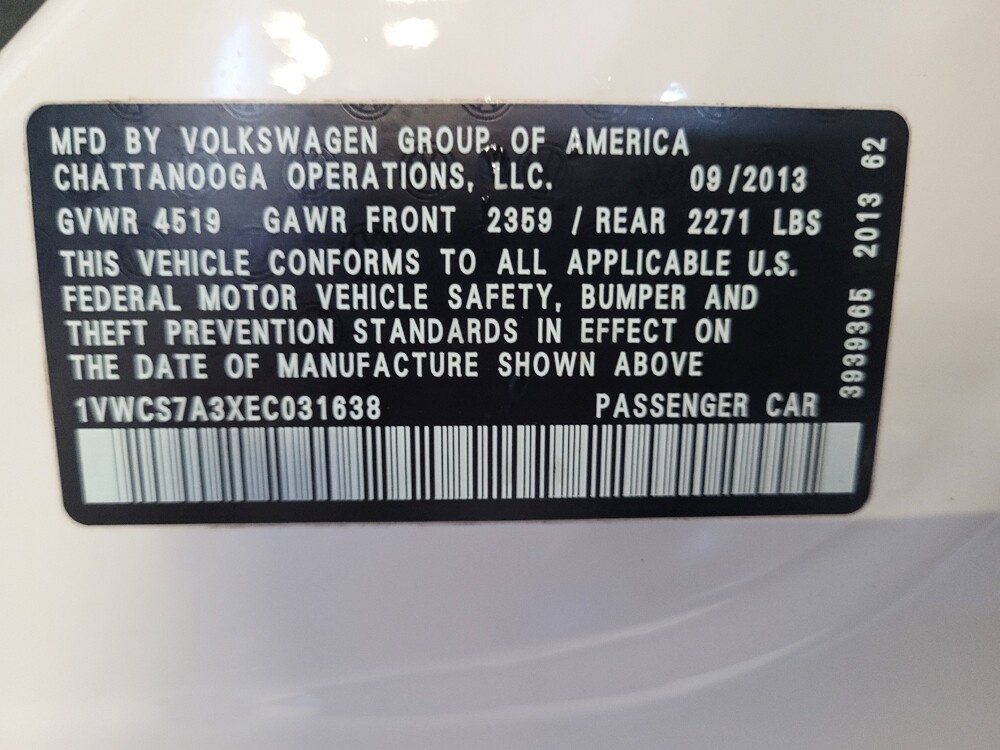 MFD BY VOLKSWAGEN GROUP OF AMERICA
CHATTANOOGA OPERATIONS, LLC. 09/2013
GVWR 4519 GAWR FRONT 2359 / REAR 2271 LBS
THIS VEHICLE CONFORMS TO ALL APPLICABLE U.S.
FEDERAL MOTOR VEHICLE SAFETY, BUMPER AND
THEFT PREVENTION STANDARDS IN EFFECT ON
THE DATE OF MANUFACTURE SHOWN ABOVE
1VWCS7A3XEC031638 PASSENGER CAR
3939365 2013 62